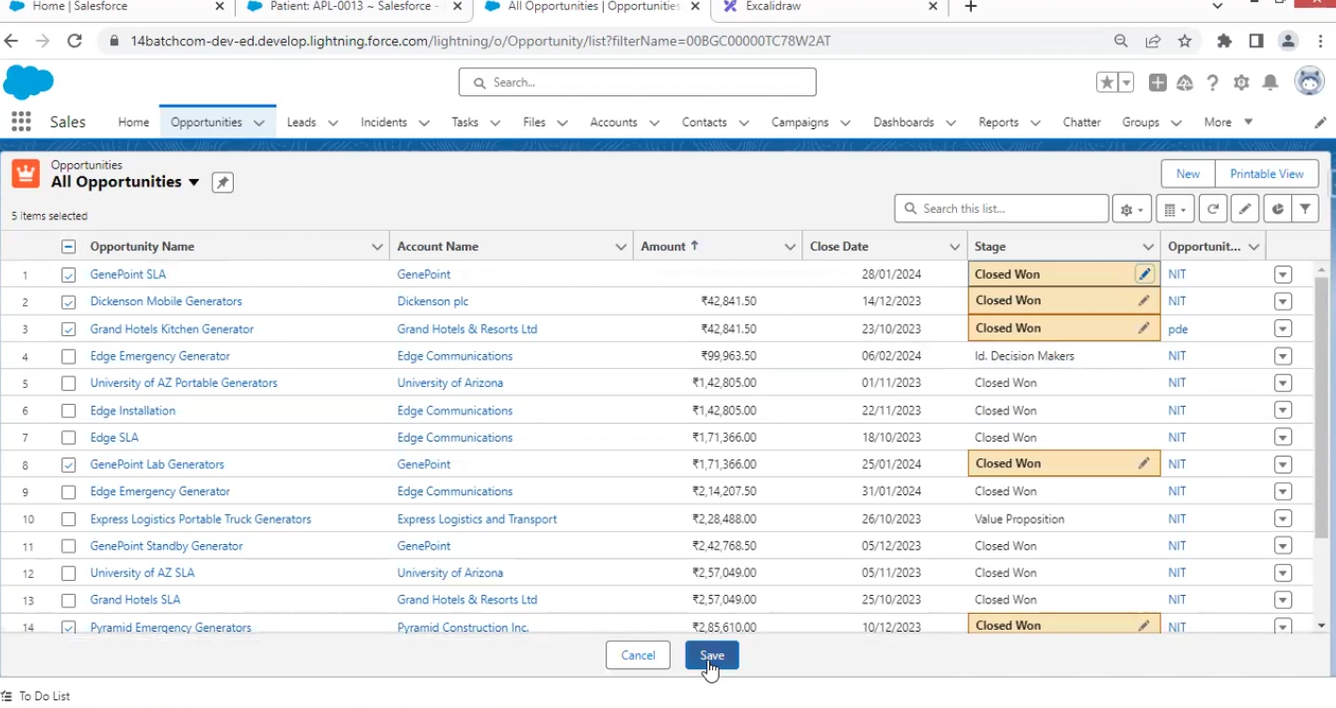 Home | Salesforce
Patient: APL-0013 ~ Salesforce -
All Opportunities | Opportunities
Excalidraw
14batchcom-dev-ed.develop.lightning.force.com/lightning/o/Opportunity/list?filterName=00BGC00000TC78W2AT
Search...
Sales Home Opportunities Leads Incidents Tasks Files Accounts Contacts Campaigns Dashboards Reports Chatter Groups More
Opportunities
All Opportunities
New Printable View
5 items selected
Search this list...
Opportunity Name Account Name Amount ↑ Close Date Stage Opportunit...
1 GenePoint SLA GenePoint 28/01/2024 Closed Won NIT
2 Dickenson Mobile Generators Dickenson plc ₹42,841.50 14/12/2023 Closed Won NIT
3 Grand Hotels Kitchen Generator Grand Hotels & Resorts Ltd ₹42,841.50 23/10/2023 Closed Won pde
4 Edge Emergency Generator Edge Communications ₹99,963.50 06/02/2024 Id. Decision Makers NIT
5 University of AZ Portable Generators University of Arizona ₹1,42,805.00 01/11/2023 Closed Won NIT
6 Edge Installation Edge Communications ₹1,42,805.00 22/11/2023 Closed Won NIT
7 Edge SLA Edge Communications ₹1,71,366.00 18/10/2023 Closed Won NIT
8 GenePoint Lab Generators GenePoint ₹1,71,366.00 25/01/2024 Closed Won NIT
9 Edge Emergency Generator Edge Communications ₹2,14,207.50 31/01/2024 Closed Won NIT
10 Express Logistics Portable Truck Generators Express Logistics and Transport ₹2,28,488.00 26/10/2023 Value Proposition NIT
11 GenePoint Standby Generator GenePoint ₹2,42,768.50 05/12/2023 Closed Won NIT
12 University of AZ SLA University of Arizona ₹2,57,049.00 05/11/2023 Closed Won NIT
13 Grand Hotels SLA Grand Hotels & Resorts Ltd ₹2,57,049.00 25/10/2023 Closed Won NIT
14 Pyramid Emergency Generators Pyramid Construction Inc. ₹2,85,610.00 10/12/2023 Closed Won NIT
Cancel Save
To Do List